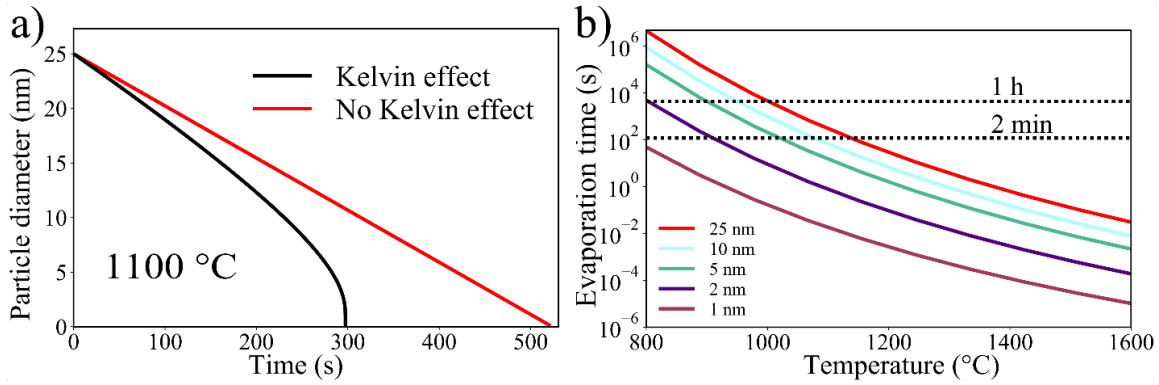 a)
Particle diameter (nm)
25
20
15
10
5
0
Kelvin effect
No Kelvin effect
1100 °C
0
100
200
300
400
500
Time (s)
b)
Evaporation time (s)
10^6
10^4
10^2
10^0
10^-2
10^-4
10^-6
1 h
2 min
25 nm
10 nm
5 nm
2 nm
1 nm
800
1000
1200
1400
1600
Temperature (°C)